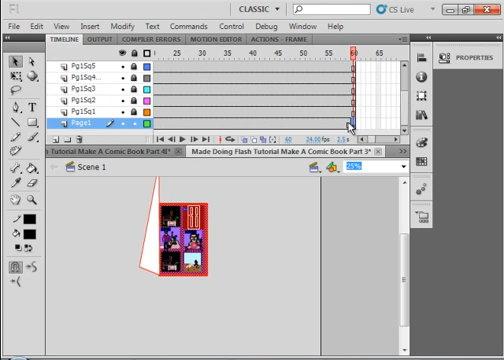 Fl CLASSIC CS Live
File Edit View Insert Modify Text Commands Control Debug Window Help
TIMELINE OUTPUT COMPILER ERRORS MOTION EDITOR ACTIONS - FRAME
PROPERTIES
25 30 35 40 45 50 55 60 65
Pg1Sq5
Pg1Sq4...
Pg1Sq3
Pg1Sq2
Pg1Sq1
Page1
60 24.00 fps 2.5 s
h Tutorial Make A Comic Book Part 4!* Made Doing Flash Tutorial Make A Comic Book Part 3*
Scene 1 25%